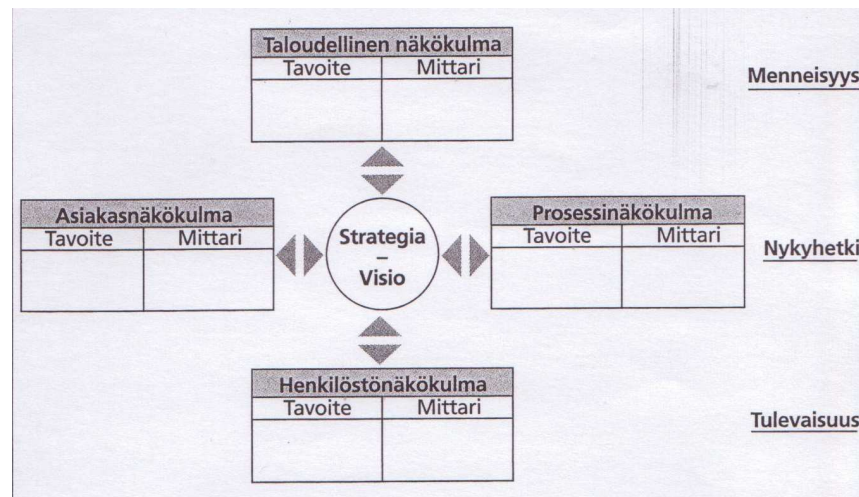 Taloudellinen näkökulma
Tavoite Mittari
Menneisyys
Asiakasnäkökulma
Tavoite Mittari
Strategia
–
Visio
Prosessinäkökulma
Tavoite Mittari
Nykyhetki
Henkilöstönäkökulma
Tavoite Mittari
Tulevaisuus